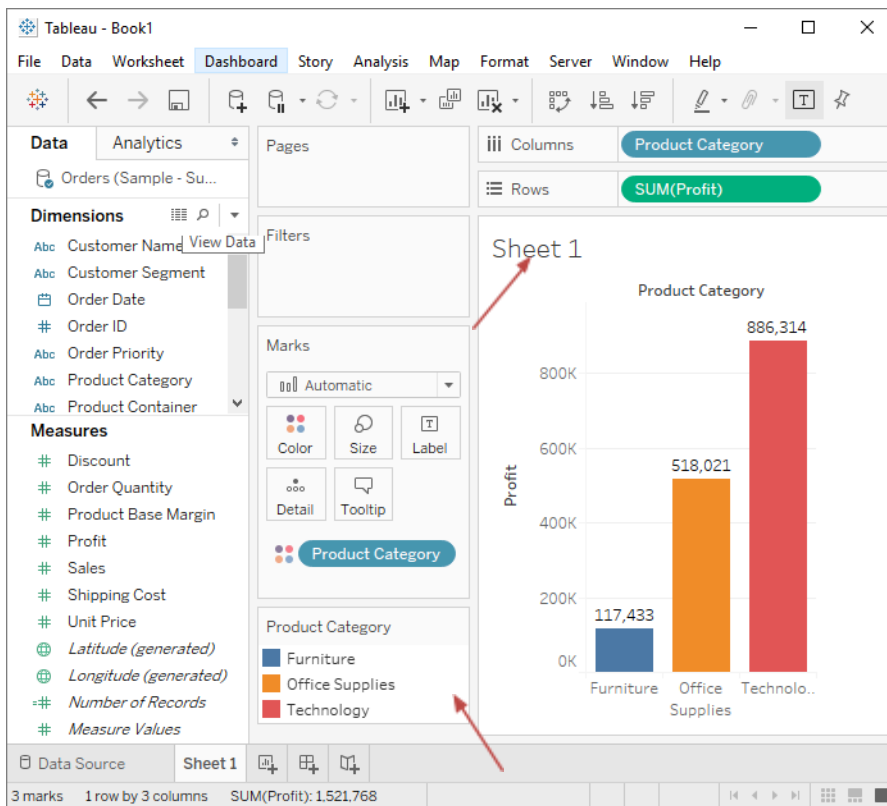 Tableau - Book1
File Data Worksheet Dashboard Story Analysis Map Format Server Window Help
Data Analytics
Orders (Sample - Su...
Dimensions
View Data
Abc Customer Name
Abc Customer Segment
Order Date
# Order ID
Abc Order Priority
Abc Product Category
Abc Product Container
Measures
# Discount
# Order Quantity
# Product Base Margin
# Profit
# Sales
# Shipping Cost
# Unit Price
Latitude (generated)
Longitude (generated)
=# Number of Records
# Measure Values
Pages
Filters
Marks
Automatic
Color Size T Label
Detail Tooltip
Product Category
Product Category
Furniture
Office Supplies
Technology
iii Columns Product Category
Rows SUM(Profit)
Sheet 1
Product Category
886,314
800K
600K
518,021
Profit
400K
200K
117,433
0K
Furniture Office Supplies Technolo..
Data Source Sheet 1
3 marks 1 row by 3 columns SUM(Profit): 1,521,768